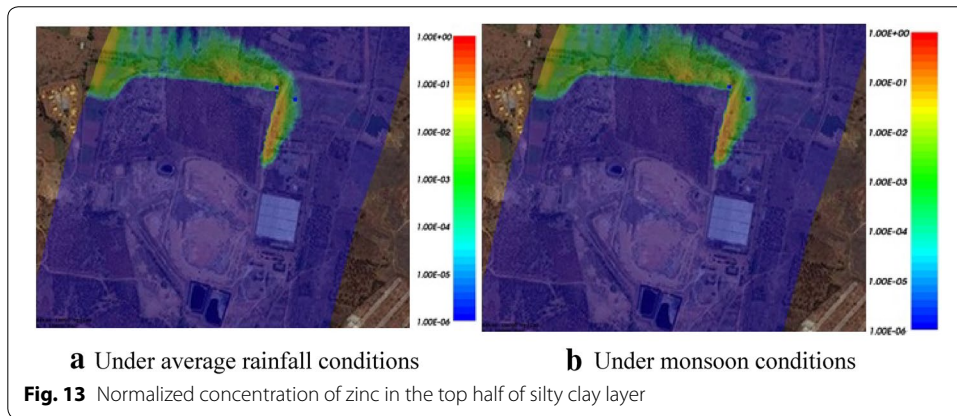 1.00E+00
1.00E-01
1.00E-02
1.00E-03
1.00E-04
1.00E-05
1.00E-06
1.00E+00
1.00E-01
1.00E-02
1.00E-03
1.00E-04
1.00E-05
1.00E-06
a Under average rainfall conditions
b Under monsoon conditions
Fig. 13 Normalized concentration of zinc in the top half of silty clay layer